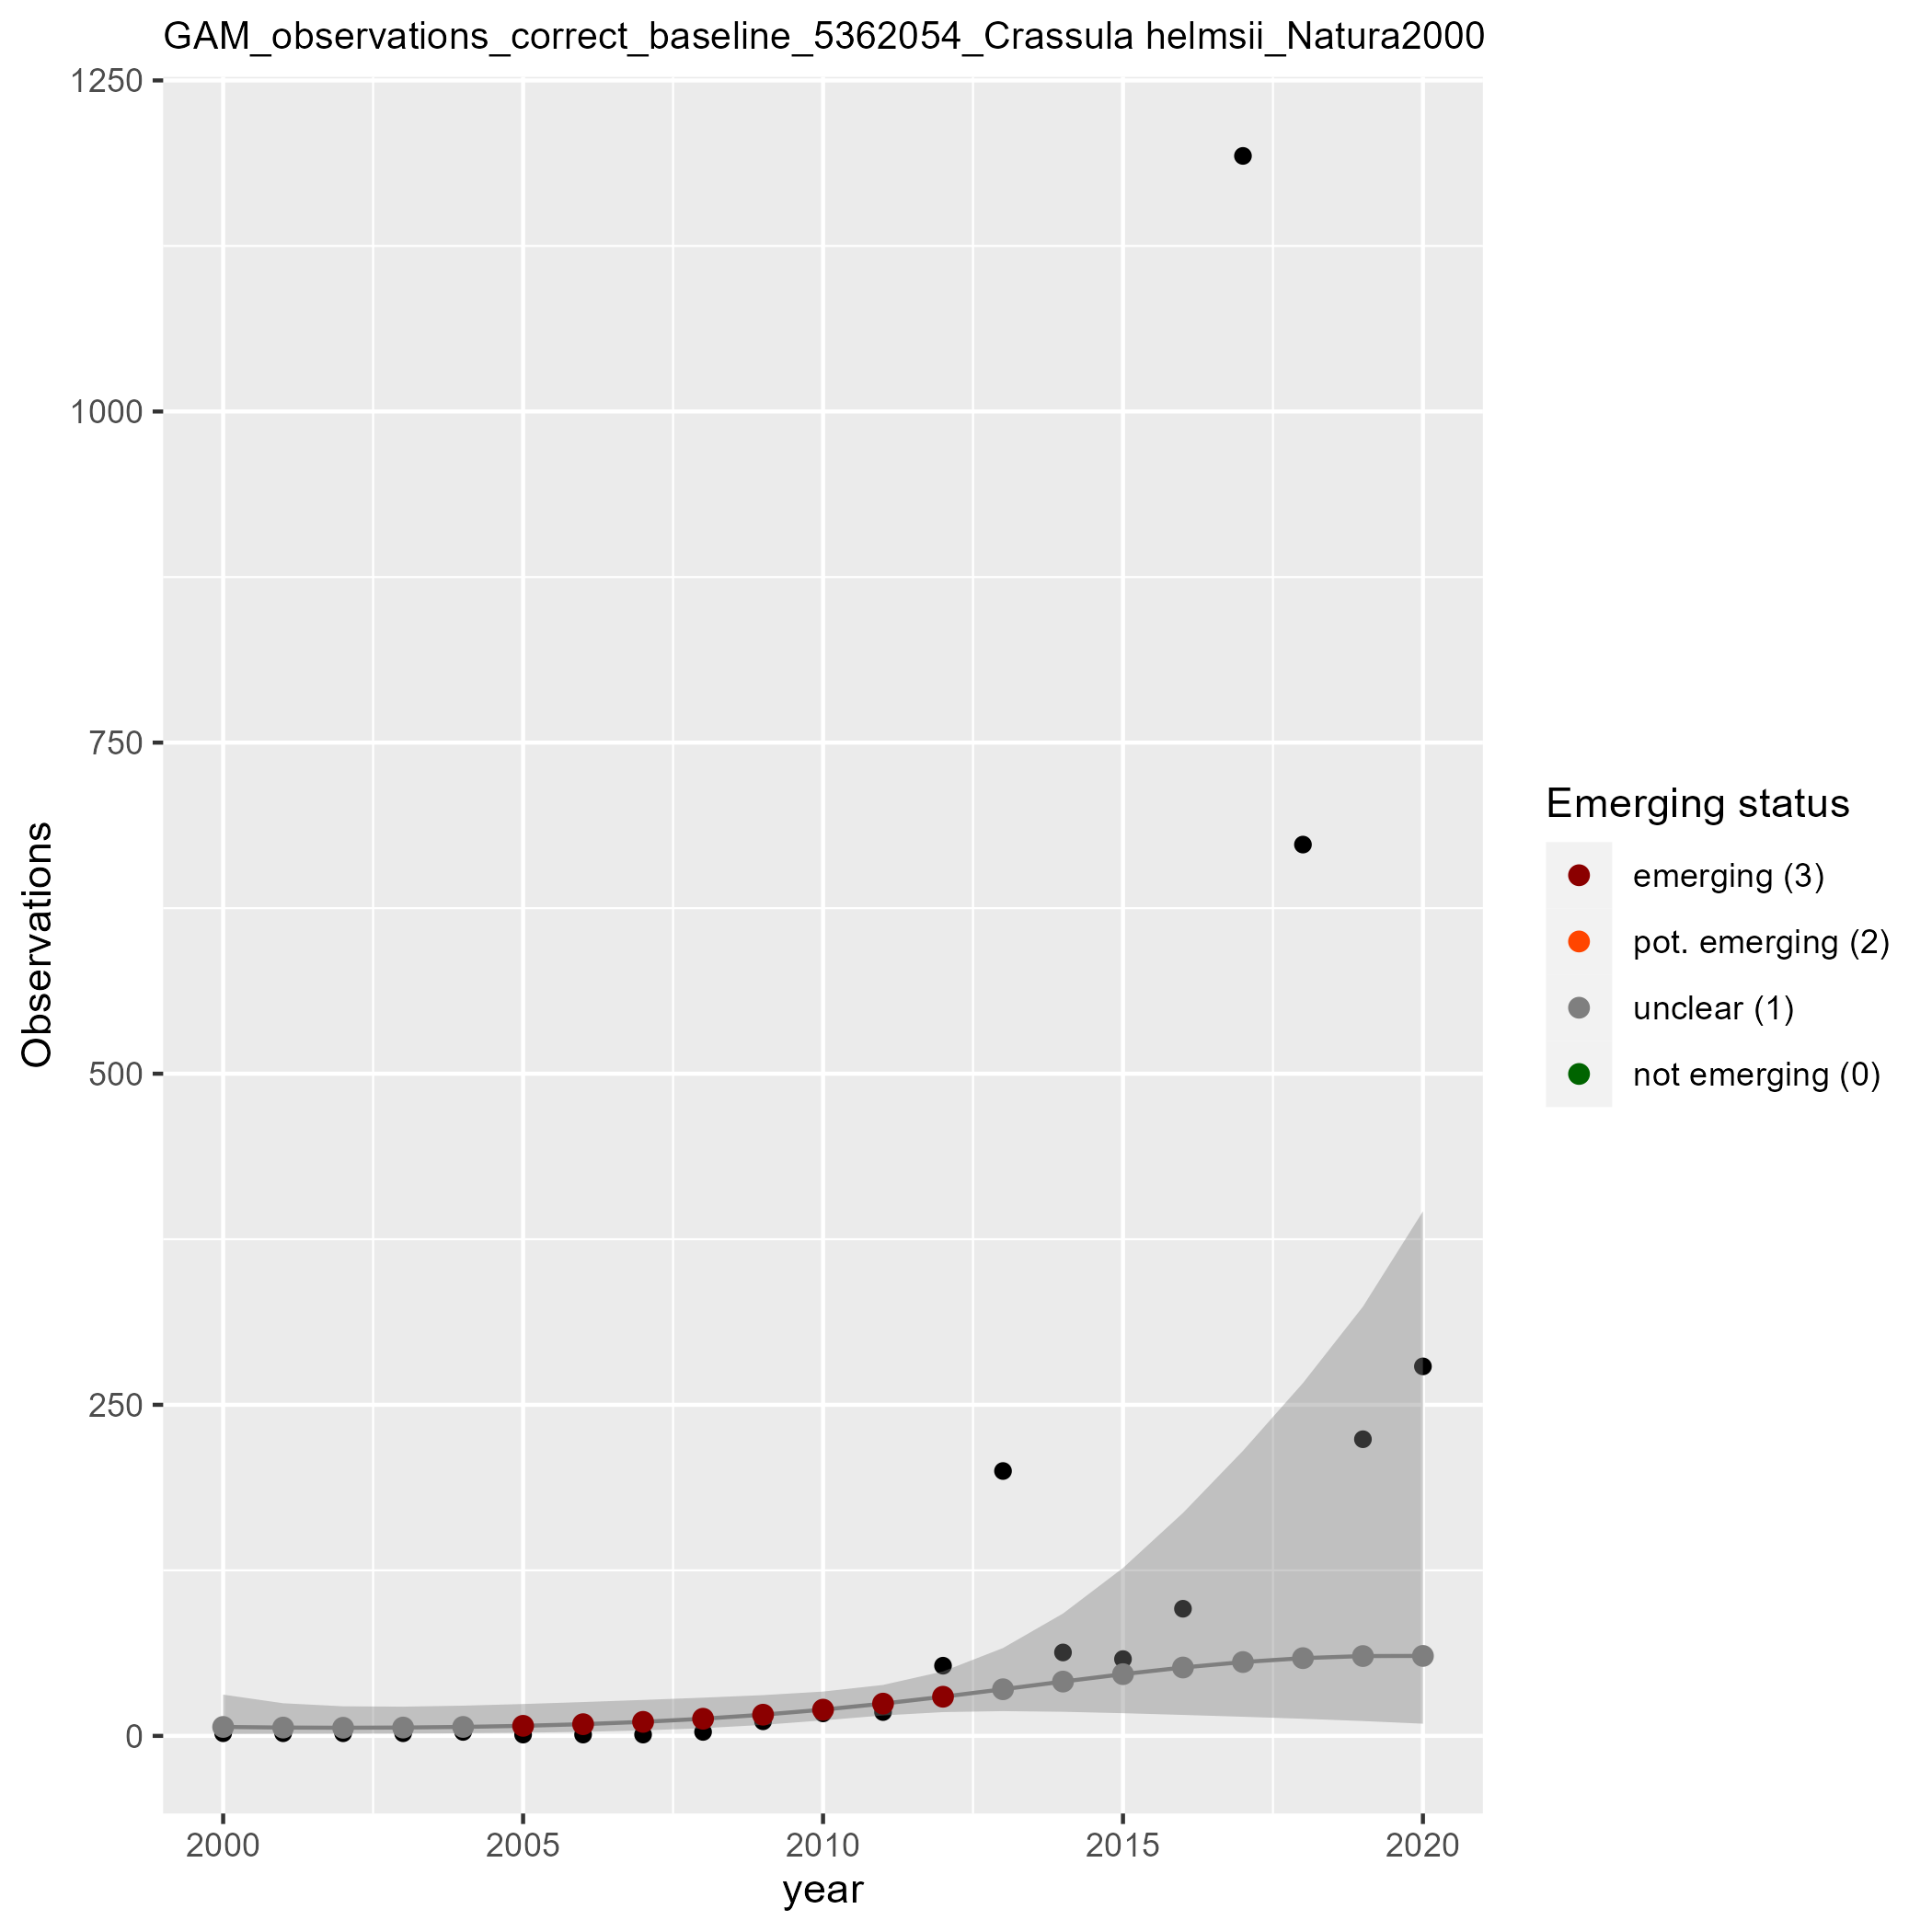 GAM_observations_correct_baseline_5362054_Crassula helmsii_Natura2000
1250
1000
750
500
250
0
Observations
2000
2005
2010
2015
2020
year
Emerging status
emerging (3)
pot. emerging (2)
unclear (1)
not emerging (0)